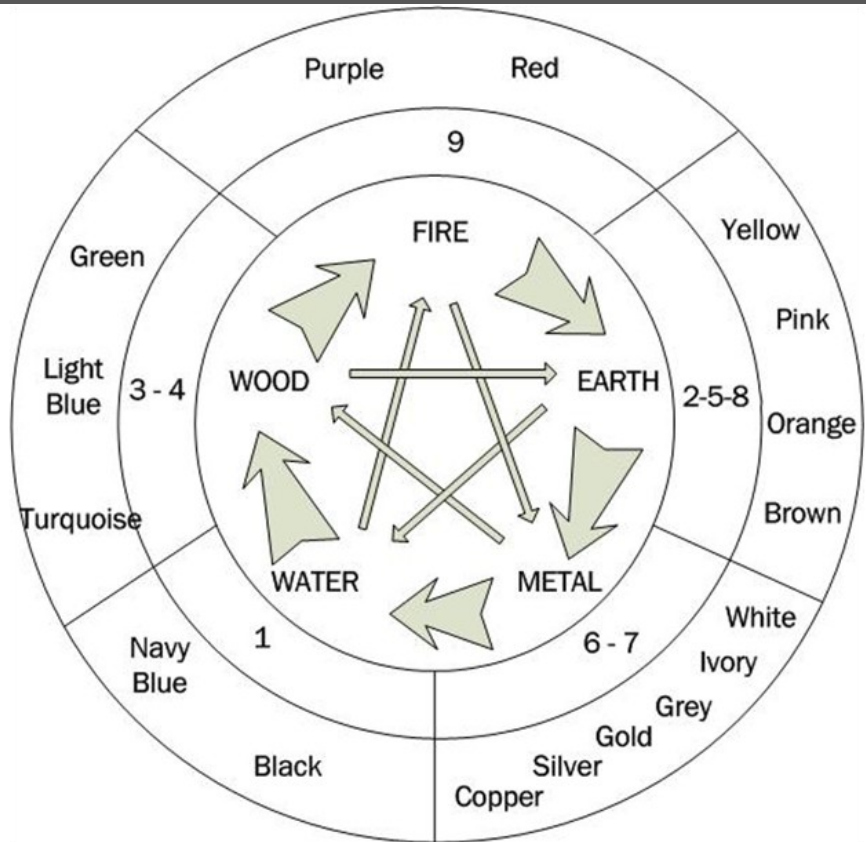 Purple
Red
9
FIRE
Green
Yellow
Pink
Light
Blue
3 - 4
WOOD
EARTH
2-5-8
Orange
Turquoise
Brown
WATER
METAL
White
Navy
Blue
1
6 - 7
Ivory
Grey
Gold
Silver
Black
Copper